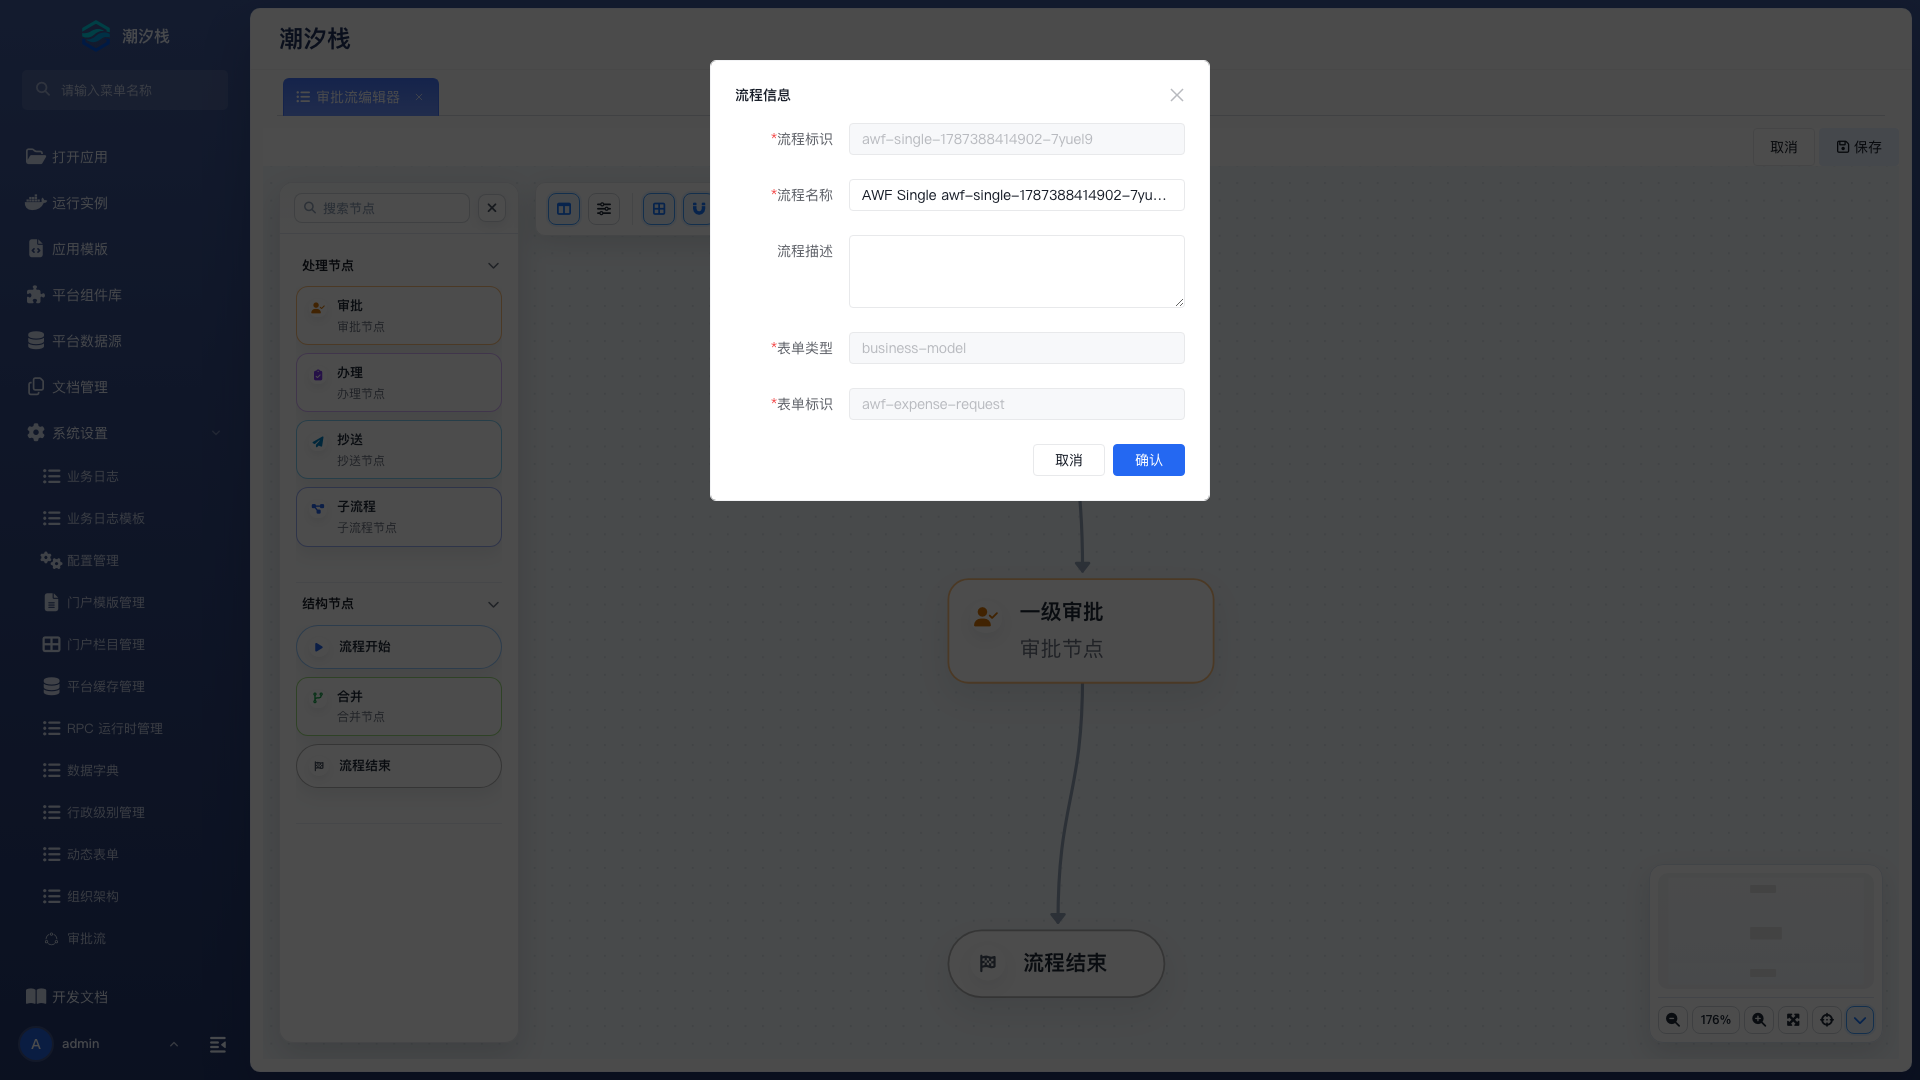 潮汐栈
请输入菜单名称
打开应用
运行实例
应用模版
平台组件库
平台数据源
文档管理
系统设置
业务日志
业务日志模板
配置管理
门户模版管理
门户栏目管理
平台缓存管理
RPC 运行时管理
数据字典
行政级别管理
动态表单
组织架构
审批流
开发文档
A admin
潮汐栈
审批流编辑器
取消 保存
搜索节点
处理节点
审批
审批节点
办理
办理节点
抄送
抄送节点
子流程
子流程节点
结构节点
流程开始
合并
合并节点
流程结束
流程信息
*流程标识 awf-single-1787388414902-7yuel9
*流程名称 AWF Single awf-single-1787388414902-7yu...
流程描述
*表单类型 business-model
*表单标识 awf-expense-request
取消 确认
一级审批
审批节点
流程结束
176%